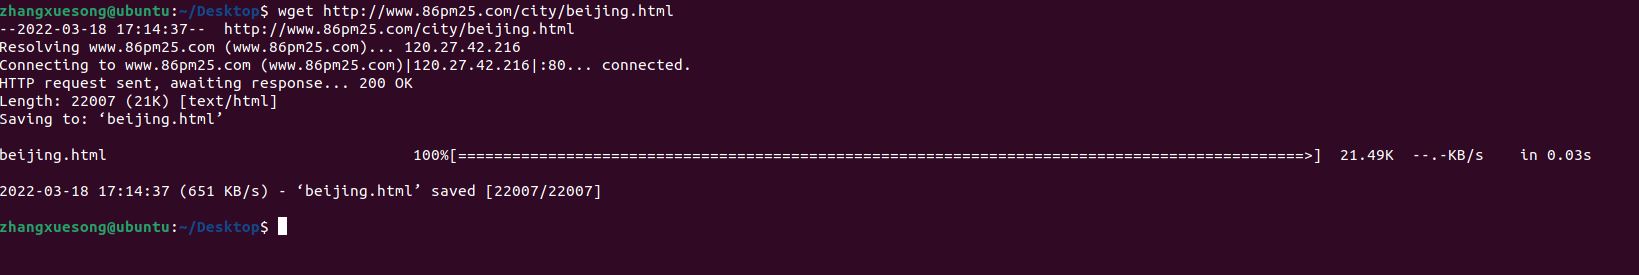 zhangxuesong@ubuntu:~/Desktop$ wget http://www.86pm25.com/city/beijing.html
--2022-03-18 17:14:37--  http://www.86pm25.com/city/beijing.html
Resolving www.86pm25.com (www.86pm25.com)... 120.27.42.216
Connecting to www.86pm25.com (www.86pm25.com)|120.27.42.216|:80... connected.
HTTP request sent, awaiting response... 200 OK
Length: 22007 (21K) [text/html]
Saving to: ‘beijing.html’
beijing.html 100%[==============================================================================================>] 21.49K --.-KB/s in 0.03s
2022-03-18 17:14:37 (651 KB/s) - ‘beijing.html’ saved [22007/22007]
zhangxuesong@ubuntu:~/Desktop$